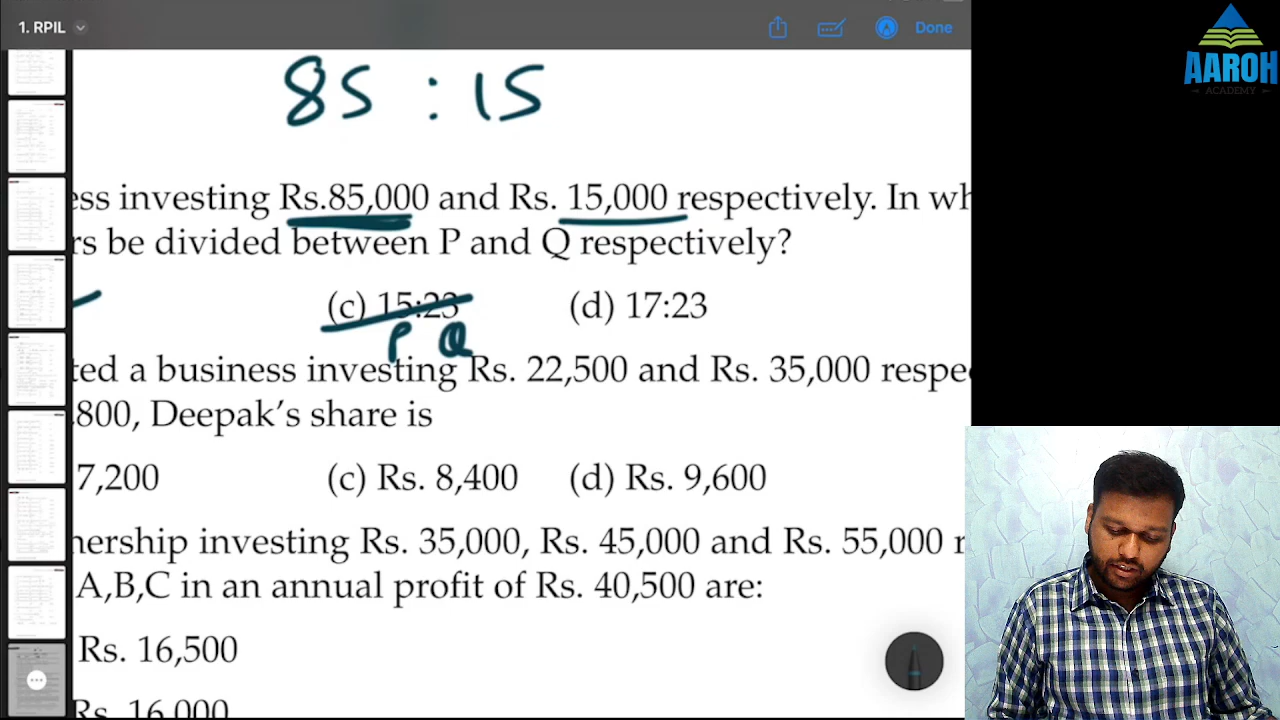 1. RPIL
Done
AAROH
ACADEMY
85 : 15
ess investing Rs.85,000 and Rs. 15,000 respectively. In wh
rs be divided between P and Q respectively?
(c) 15:23 (d) 17:23
P Q
ted a business investing Rs. 22,500 and Rs. 35,000 respe
800, Deepak's share is
7,200 (c) Rs. 8,400 (d) Rs. 9,600
nership investing Rs. 35,000, Rs. 45,000 and Rs. 55,000 r
A,B,C in an annual profit of Rs. 40,500 are:
Rs. 16,500
Rs. 16,000